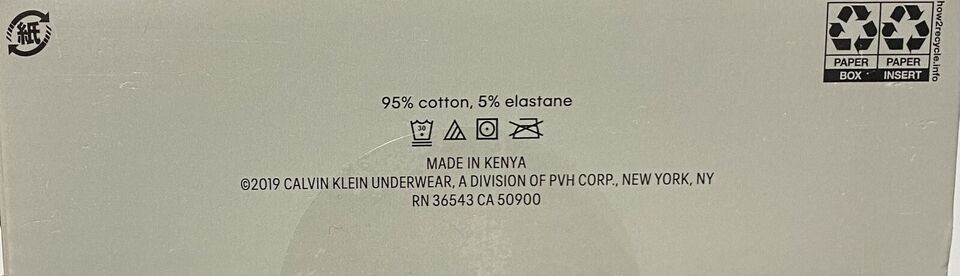 紙
PAPER PAPER
BOX INSERT
how2recycle.info
95% cotton, 5% elastane
30
MADE IN KENYA
©2019 CALVIN KLEIN UNDERWEAR, A DIVISION OF PVH CORP., NEW YORK, NY
RN 36543 CA 50900